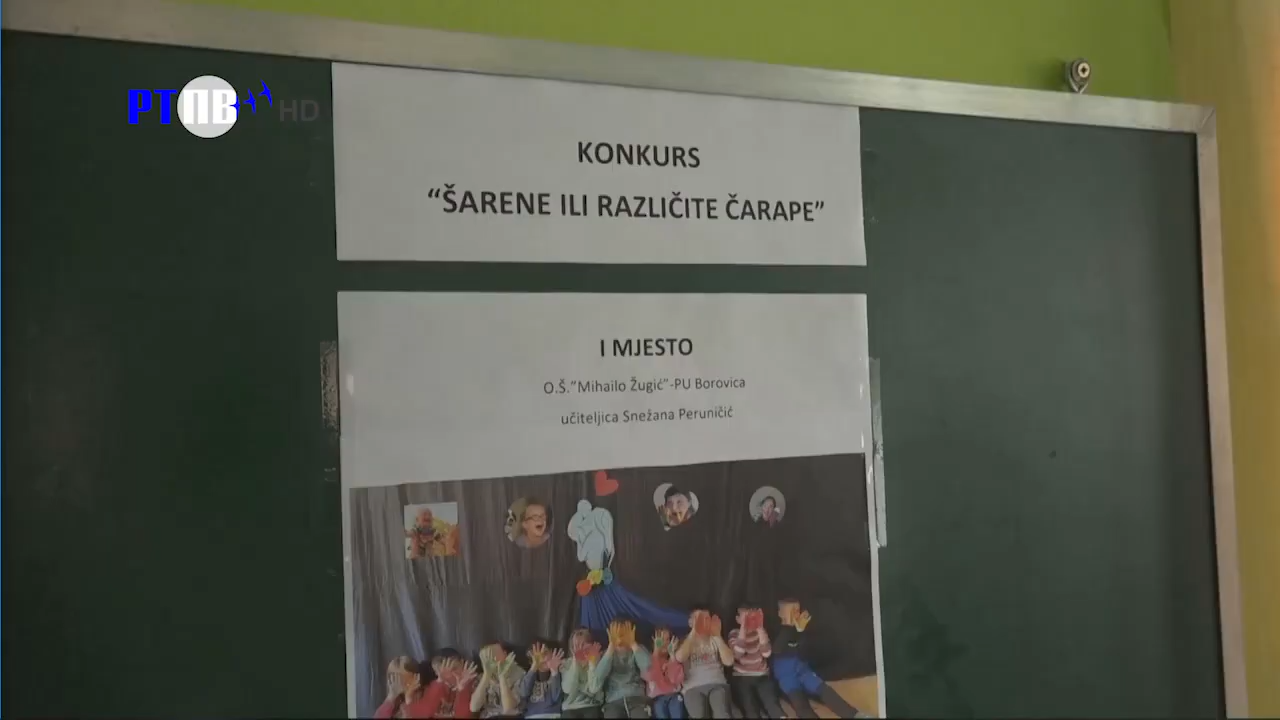 РТПВ HD
KONKURS
“ŠARENE ILI RAZLIČITE ČARAPE”
I MJESTO
O.Š.”Mihailo Žugić”-PU Borovica
učiteljica Snežana Peruničić